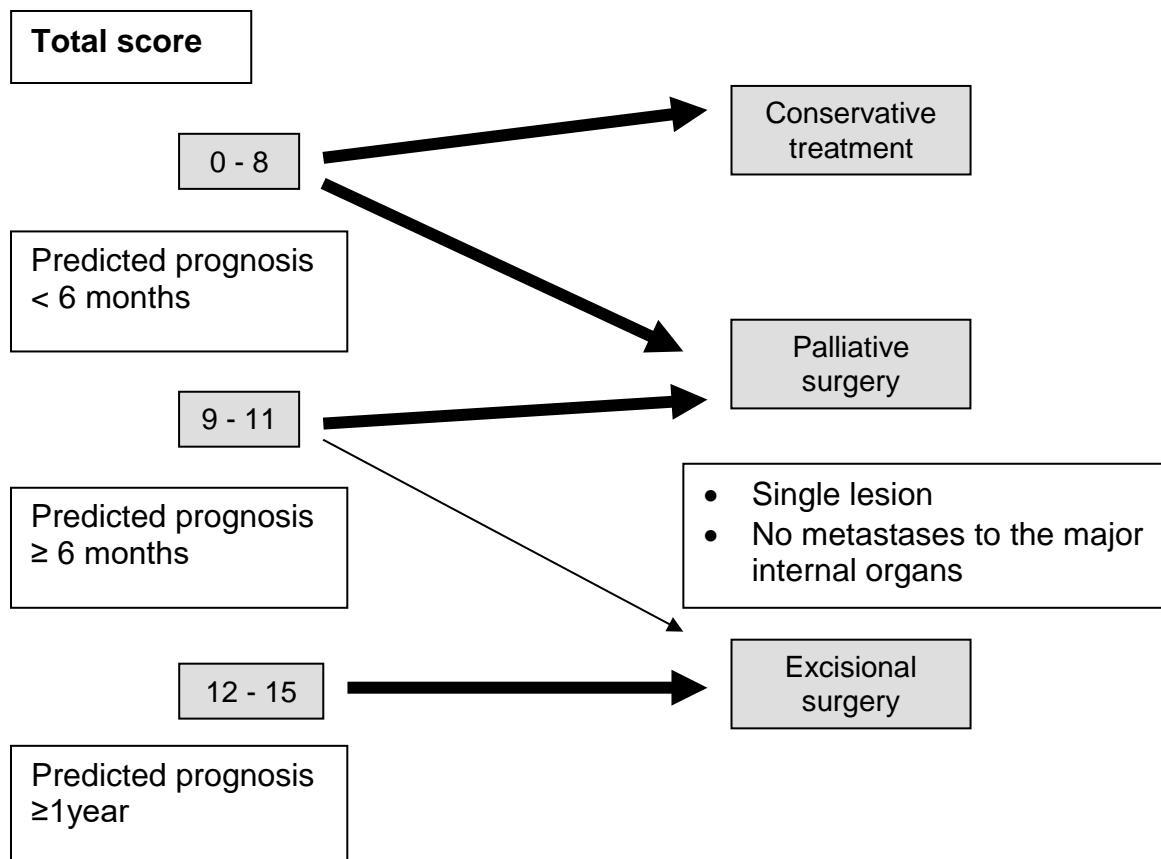 Total score
Conservative
treatment
0 - 8
Predicted prognosis
< 6 months
Palliative
surgery
9 - 11
• Single lesion
• No metastases to the major
internal organs
Predicted prognosis
≥ 6 months
Excisional
surgery
12 - 15
Predicted prognosis
≥1year